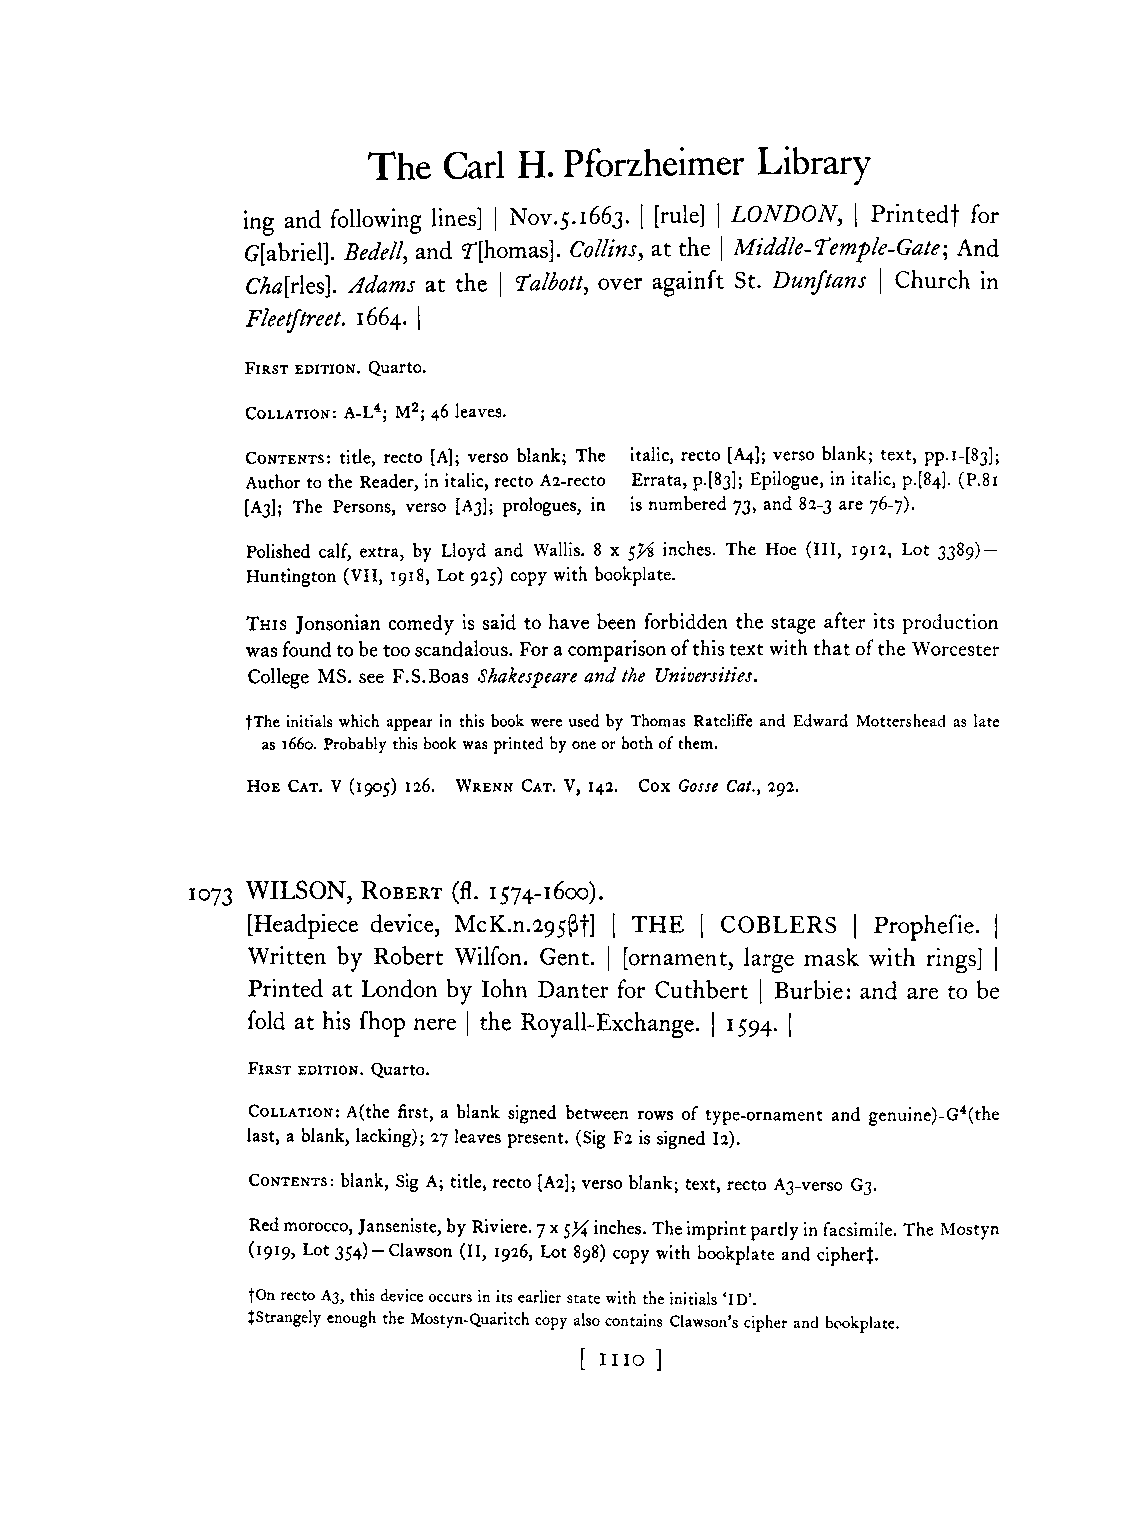 The Carl H. Pforzheimer Library
ing and following lines] | Nov.5.1663. | [rule] | LONDON, | Printed† for
G[abriel]. Bedell, and T[homas]. Collins, at the | Middle-Temple-Gate; And
Cha[rles]. Adams at the | Talbott, over againſt St. Dunſtans | Church in
Fleetſtreet. 1664. |
FIRST EDITION. Quarto.
COLLATION: A-L⁴; M²; 46 leaves.
CONTENTS: title, recto [A]; verso blank; The
Author to the Reader, in italic, recto A2-recto
[A3]; The Persons, verso [A3]; prologues, in
italic, recto [A4]; verso blank; text, pp.1-[83];
Errata, p.[83]; Epilogue, in italic, p.[84]. (P.81
is numbered 73, and 82-3 are 76-7).
Polished calf, extra, by Lloyd and Wallis. 8 x 5⅞ inches. The Hoe (III, 1912, Lot 3389)—
Huntington (VII, 1918, Lot 925) copy with bookplate.
THIS Jonsonian comedy is said to have been forbidden the stage after its production
was found to be too scandalous. For a comparison of this text with that of the Worcester
College MS. see F.S.Boas Shakespeare and the Universities.
†The initials which appear in this book were used by Thomas Ratcliffe and Edward Mottershead as late
as 1660. Probably this book was printed by one or both of them.
HOE CAT. V (1905) 126. WRENN CAT. V, 142. COX Gosse Cat., 292.
1073 WILSON, ROBERT (fl. 1574-1600).
[Headpiece device, McK.n.295β†] | THE | COBLERS | Propheſie. |
Written by Robert Wilſon. Gent. | [ornament, large mask with rings] |
Printed at London by Iohn Danter for Cuthbert | Burbie: and are to be
ſold at his ſhop nere | the Royall-Exchange. | 1594. |
FIRST EDITION. Quarto.
COLLATION: A(the first, a blank signed between rows of type-ornament and genuine)-G⁴(the
last, a blank, lacking); 27 leaves present. (Sig F2 is signed I2).
CONTENTS: blank, Sig A; title, recto [A2]; verso blank; text, recto A3-verso G3.
Red morocco, Janseniste, by Riviere. 7 x 5¼ inches. The imprint partly in facsimile. The Mostyn
(1919, Lot 354)—Clawson (II, 1926, Lot 898) copy with bookplate and cipher‡.
†On recto A3, this device occurs in its earlier state with the initials ‘ID’.
‡Strangely enough the Mostyn-Quaritch copy also contains Clawson's cipher and bookplate.
[ 1110 ]